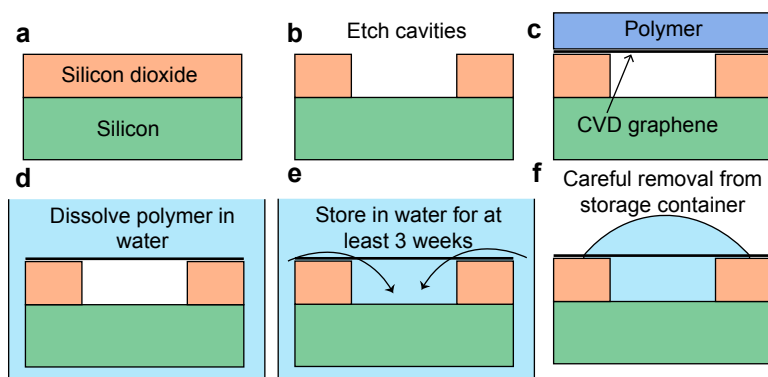 a
Silicon dioxide
Silicon
b
Etch cavities
c
Polymer
CVD graphene
d
Dissolve polymer in
water
e
Store in water for at
least 3 weeks
f
Careful removal from
storage container